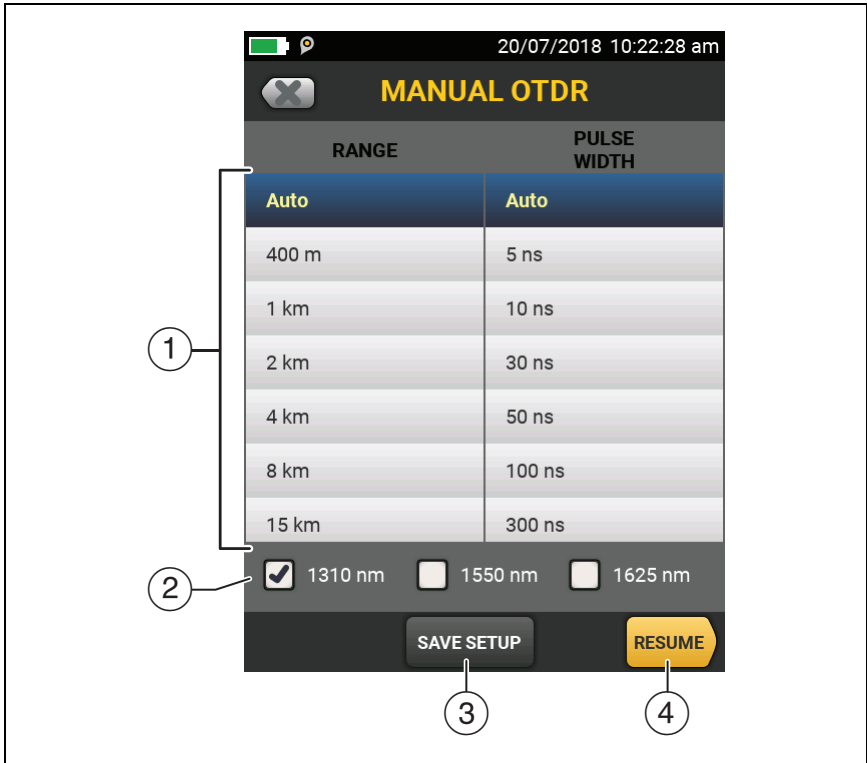 20/07/2018 10:22:28 am
MANUAL OTDR
RANGE
PULSE
WIDTH
Auto
Auto
400 m
5 ns
1 km
10 ns
2 km
30 ns
4 km
50 ns
8 km
100 ns
15 km
300 ns
1310 nm
1550 nm
1625 nm
SAVE SETUP
RESUME
1
2
3
4